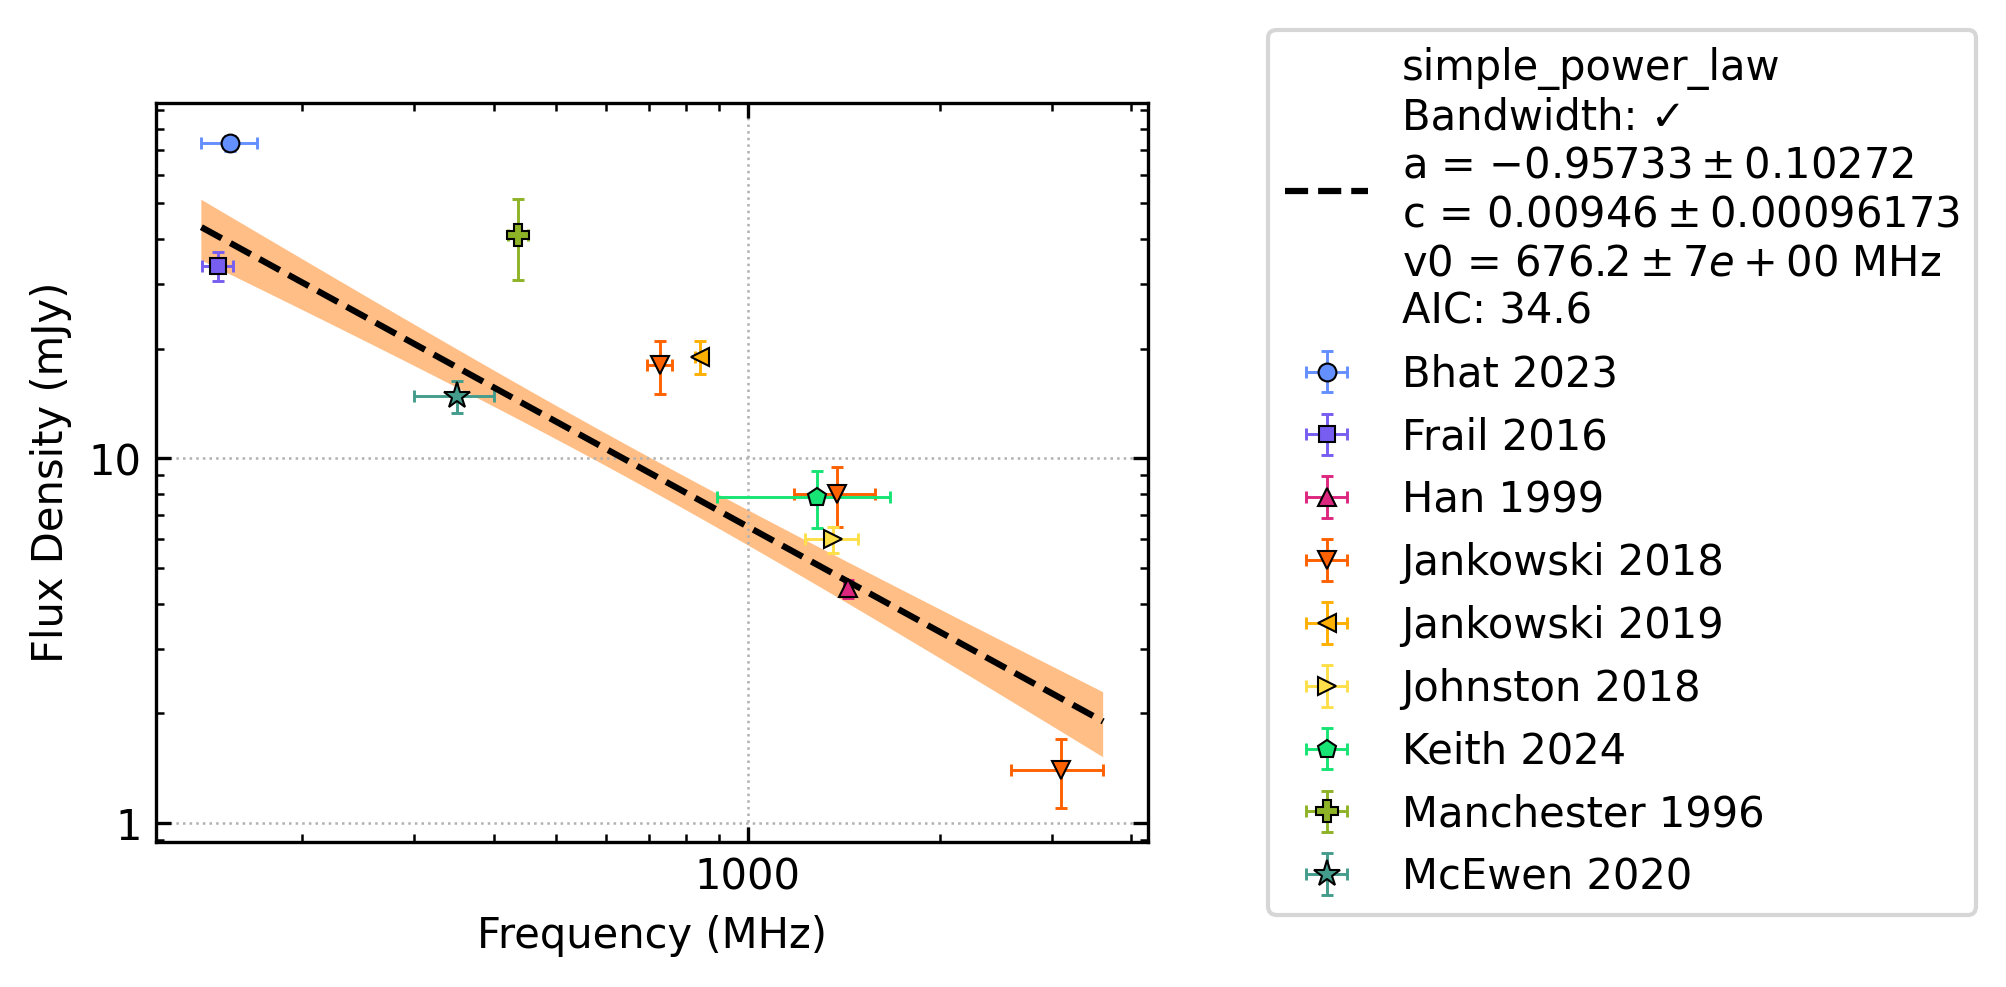 Flux Density (mJy)
10
1
1000
Frequency (MHz)
simple_power_law
Bandwidth: ✓
a = −0.95733 ± 0.10272
c = 0.00946 ± 0.00096173
v0 = 676.2 ± 7e + 00 MHz
AIC: 34.6
Bhat 2023
Frail 2016
Han 1999
Jankowski 2018
Jankowski 2019
Johnston 2018
Keith 2024
Manchester 1996
McEwen 2020